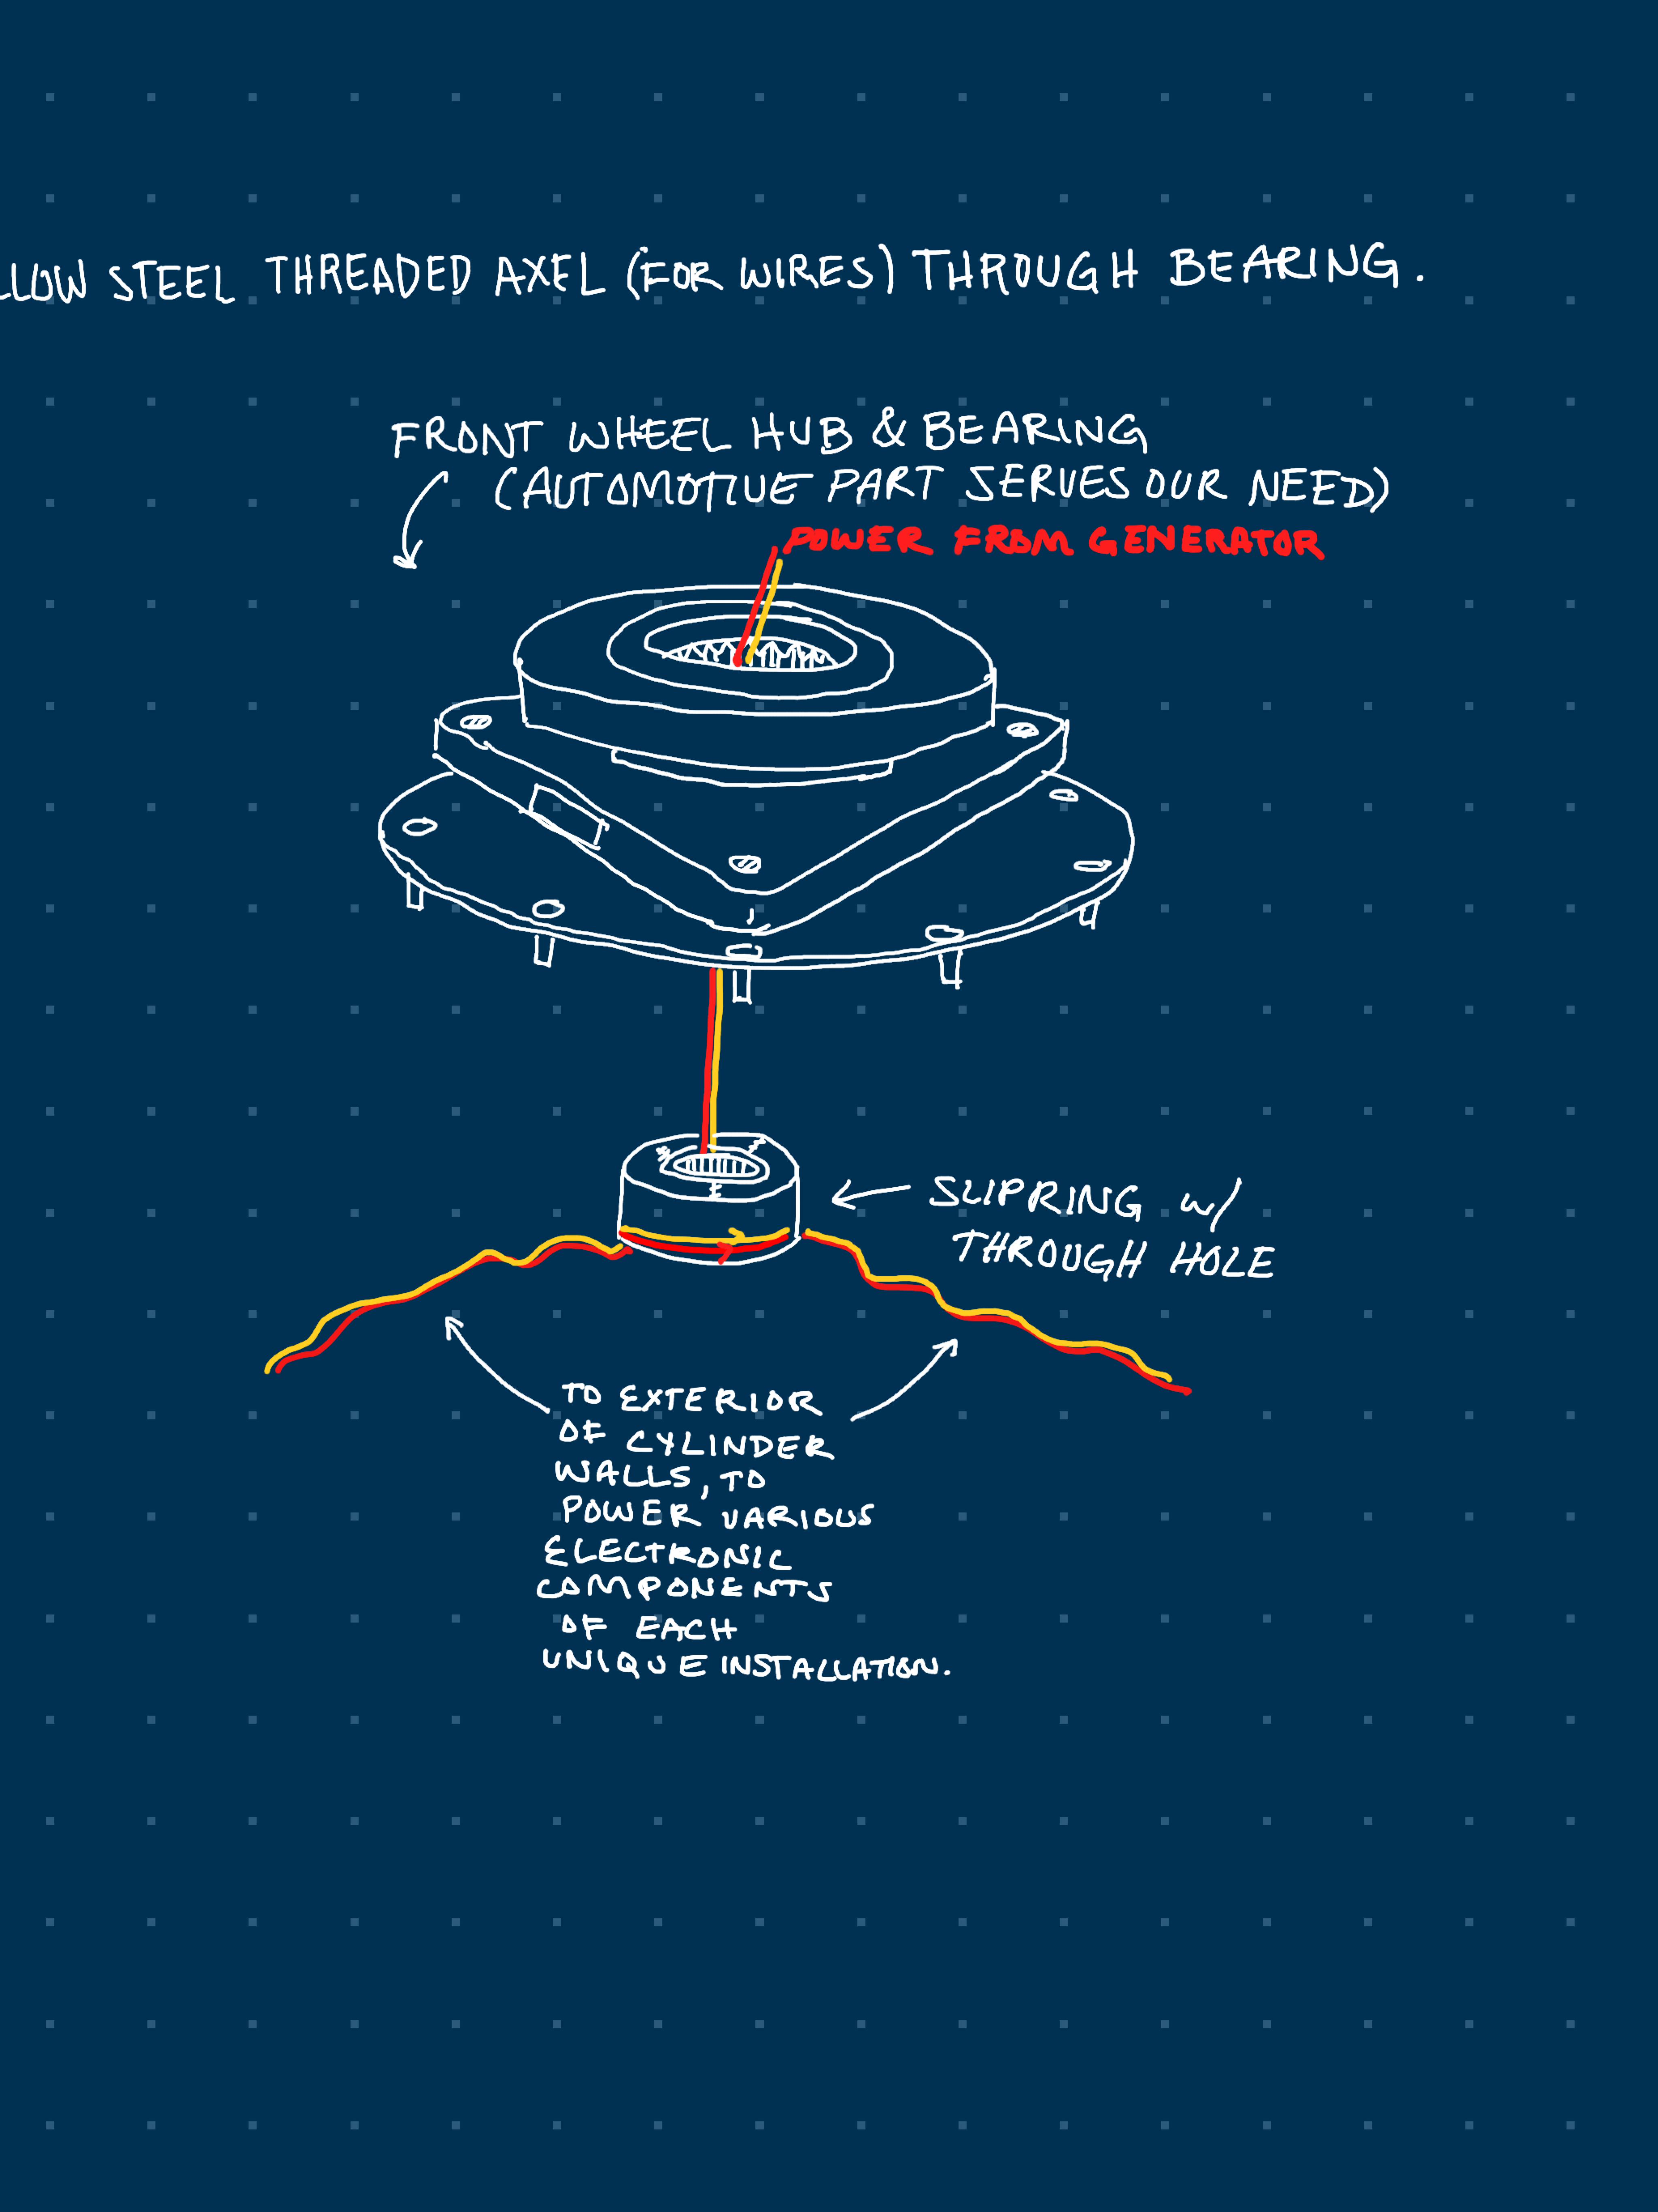 LLOW STEEL THREADED AXEL (FOR WIRES) THROUGH BEARING.
FRONT WHEEL HUB & BEARING
(AUTOMOTIVE PART SERVES OUR NEED)
POWER FROM GENERATOR
SLIPRING w/
THROUGH HOLE
TO EXTERIOR
OF CYLINDER
WALLS, TO
POWER VARIOUS
ELECTRONIC
COMPONENTS
OF EACH
UNIQUE INSTALLATION.